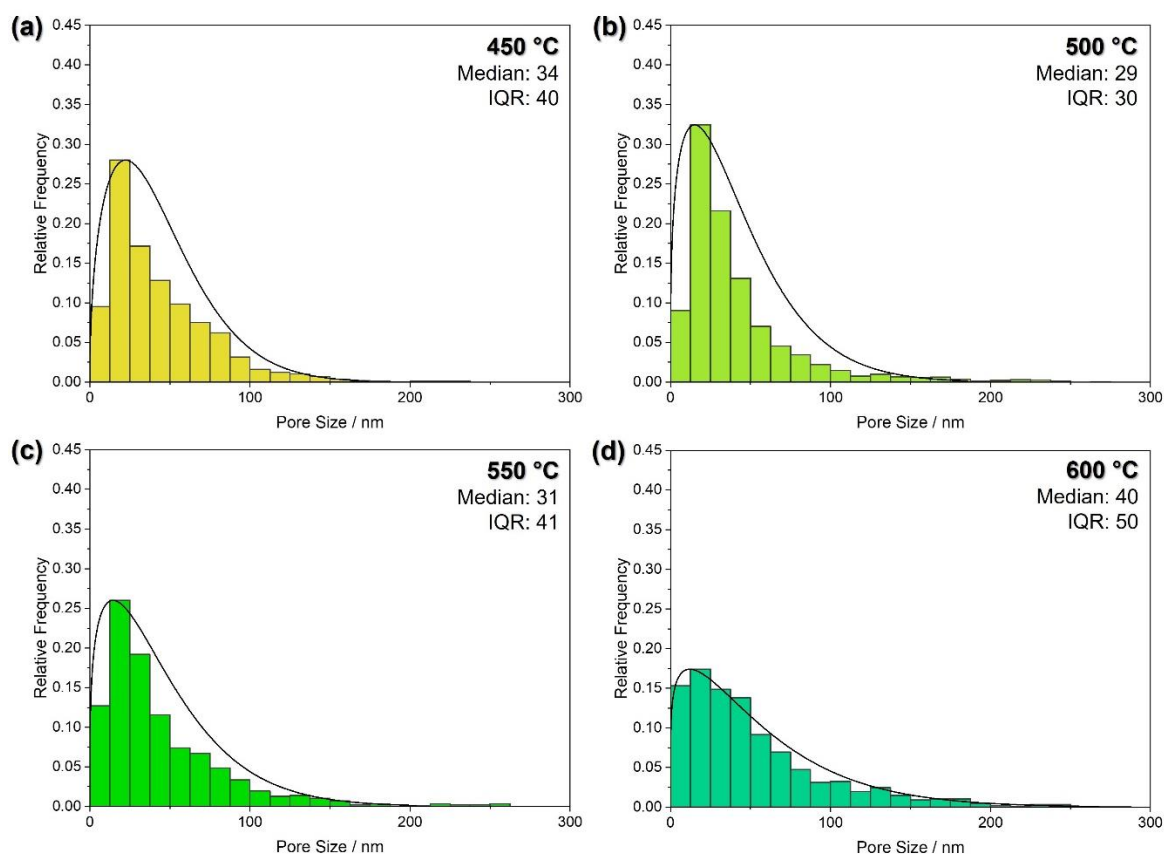 (a)
450 °C
Median: 34
IQR: 40
0.45
0.40
0.35
0.30
0.25
0.20
0.15
0.10
0.05
0.00
Relative Frequency
0
100
200
300
Pore Size / nm
(b)
500 °C
Median: 29
IQR: 30
0.45
0.40
0.35
0.30
0.25
0.20
0.15
0.10
0.05
0.00
Relative Frequency
0
100
200
300
Pore Size / nm
(c)
550 °C
Median: 31
IQR: 41
0.45
0.40
0.35
0.30
0.25
0.20
0.15
0.10
0.05
0.00
Relative Frequency
0
100
200
300
Pore Size / nm
(d)
600 °C
Median: 40
IQR: 50
0.45
0.40
0.35
0.30
0.25
0.20
0.15
0.10
0.05
0.00
Relative Frequency
0
100
200
300
Pore Size / nm